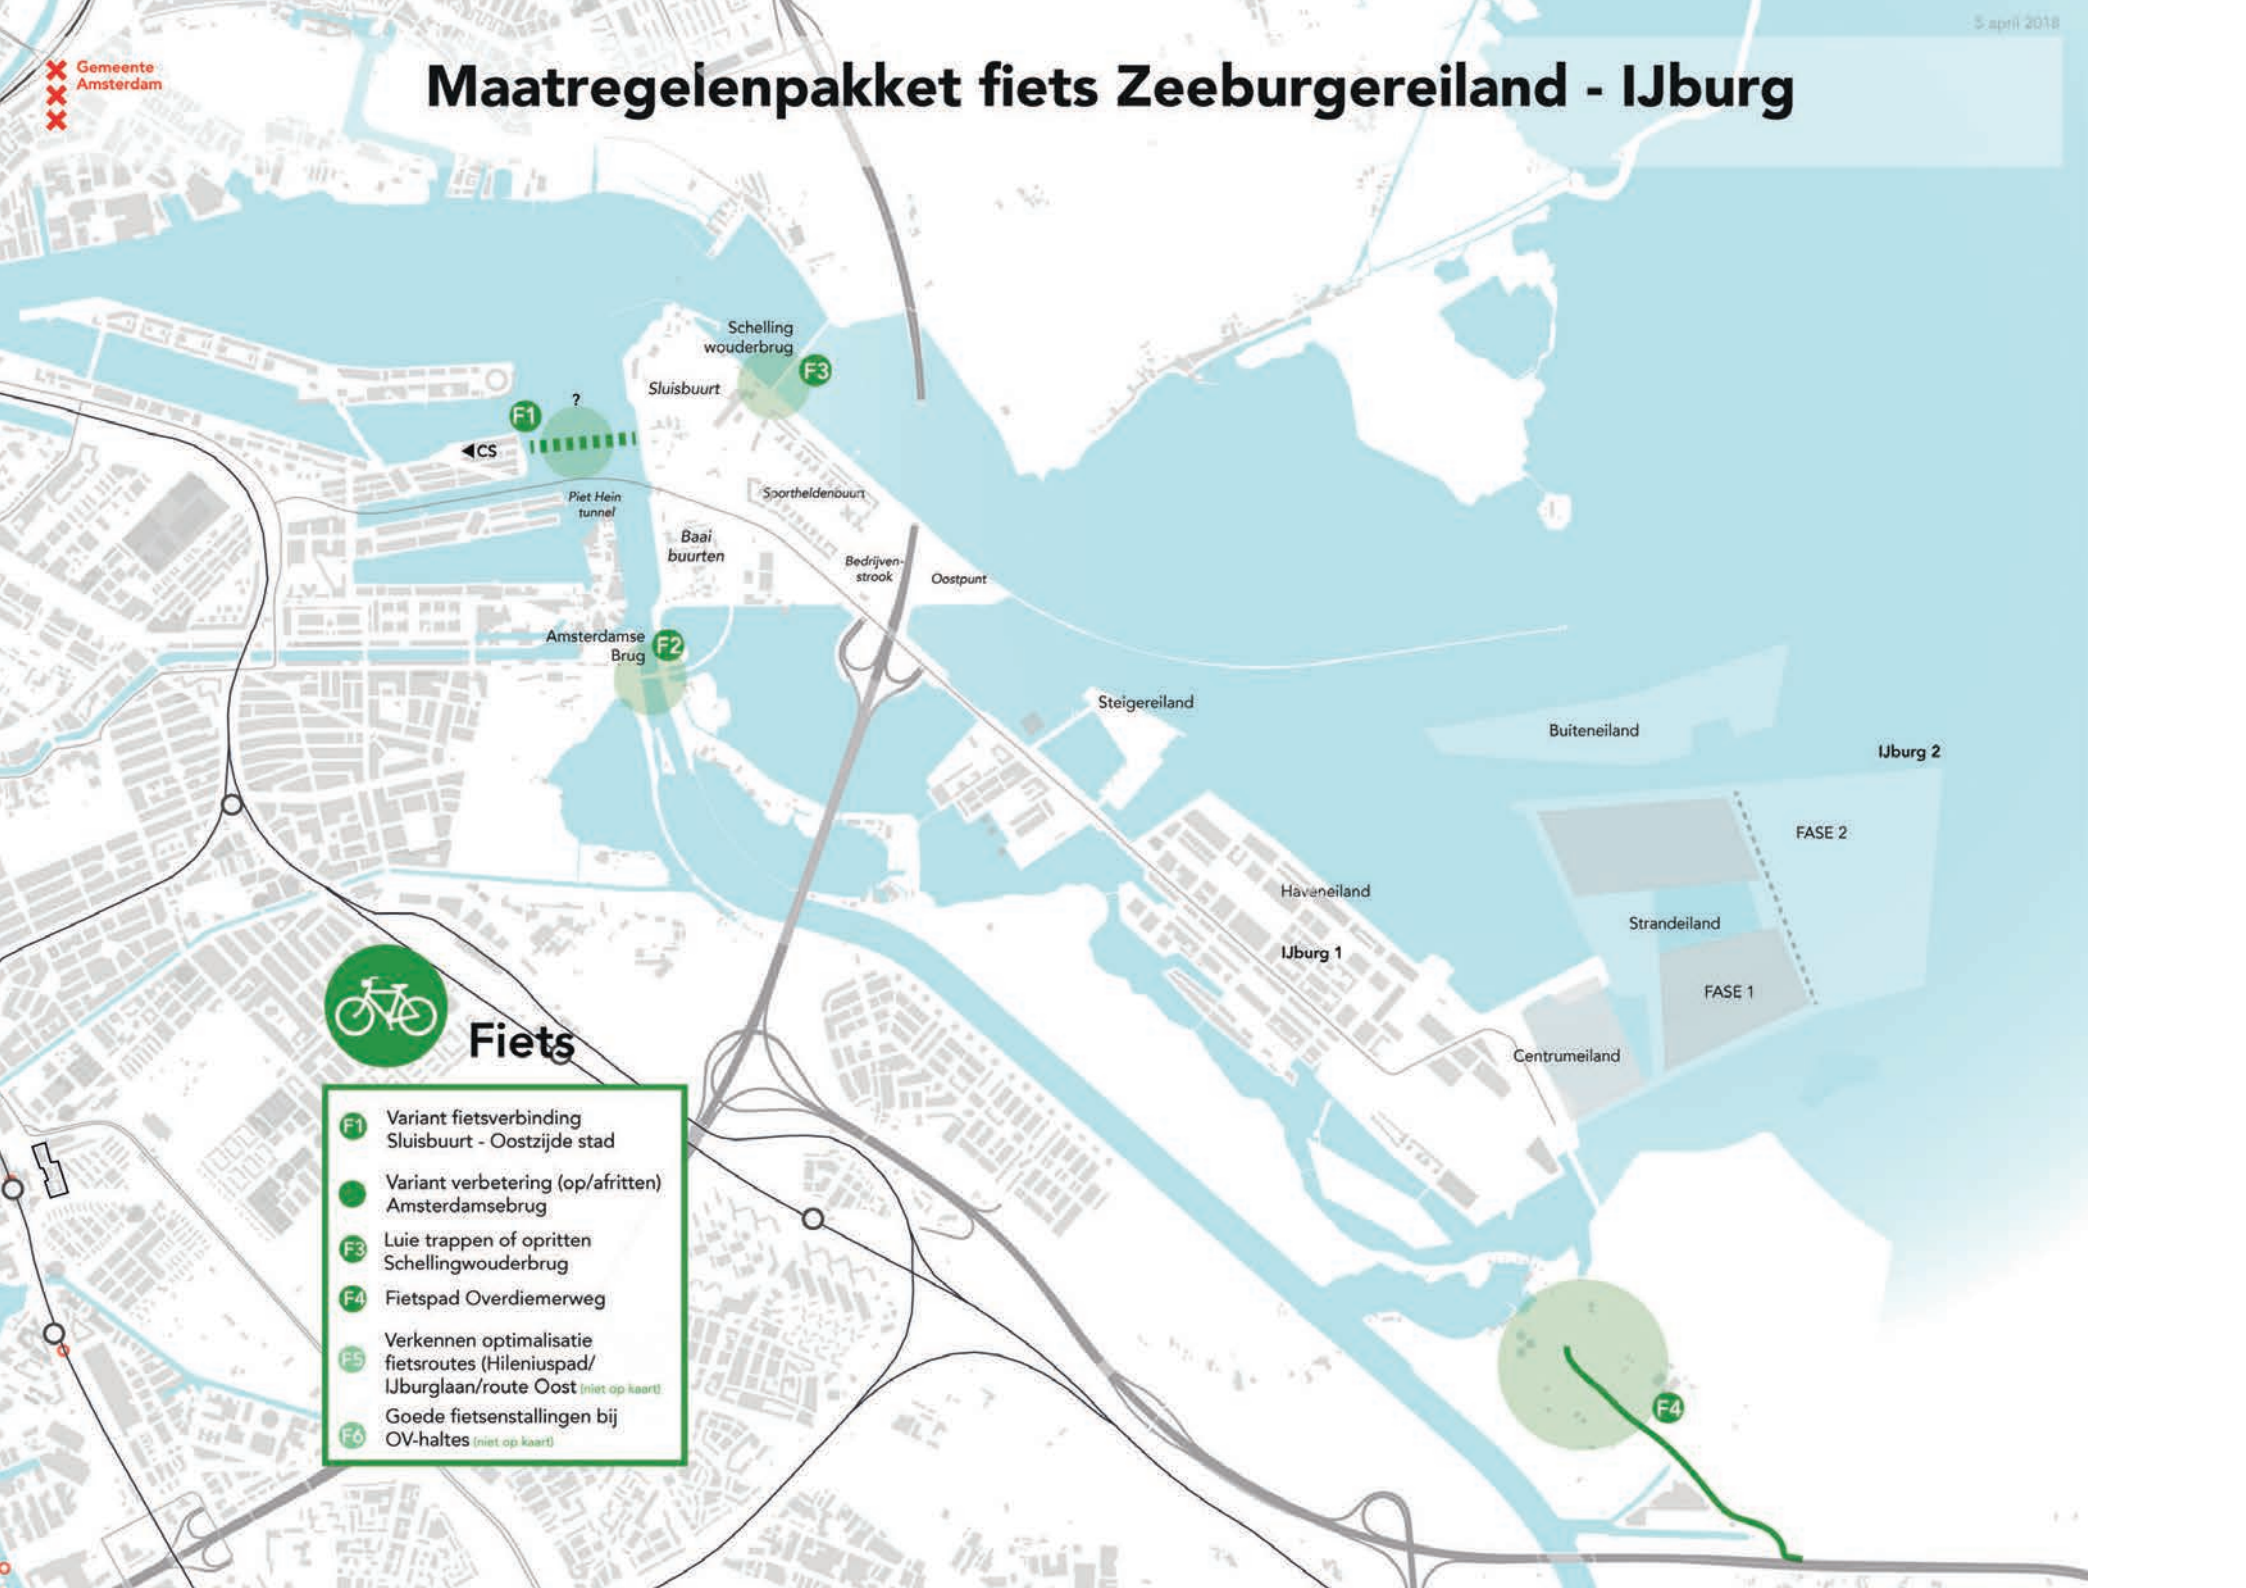 5 april 2018
Gemeente
Amsterdam
Maatregelenpakket fiets Zeeburgereiland - IJburg
Schelling
wouderbrug
F3
Sluisbuurt
?
F1
CS
Piet Hein
tunnel
Sportheldenbuurt
Baai
buurten
Bedrijven-
strook
Oostpunt
Amsterdamse
Brug
F2
Steigereiland
Buiteneiland
IJburg 2
FASE 2
Haveneiland
Strandeiland
IJburg 1
FASE 1
Centrumeiland
F4
Fiets
F1 Variant fietsverbinding
Sluisbuurt - Oostzijde stad
Variant verbetering (op/afritten)
Amsterdamsebrug
F3 Luie trappen of opritten
Schellingwouderbrug
F4 Fietspad Overdiemerweg
F5 Verkennen optimalisatie
fietsroutes (Hileniuspad/
IJburglaan/route Oost (niet op kaart)
F6 Goede fietsenstallingen bij
OV-haltes (niet op kaart)